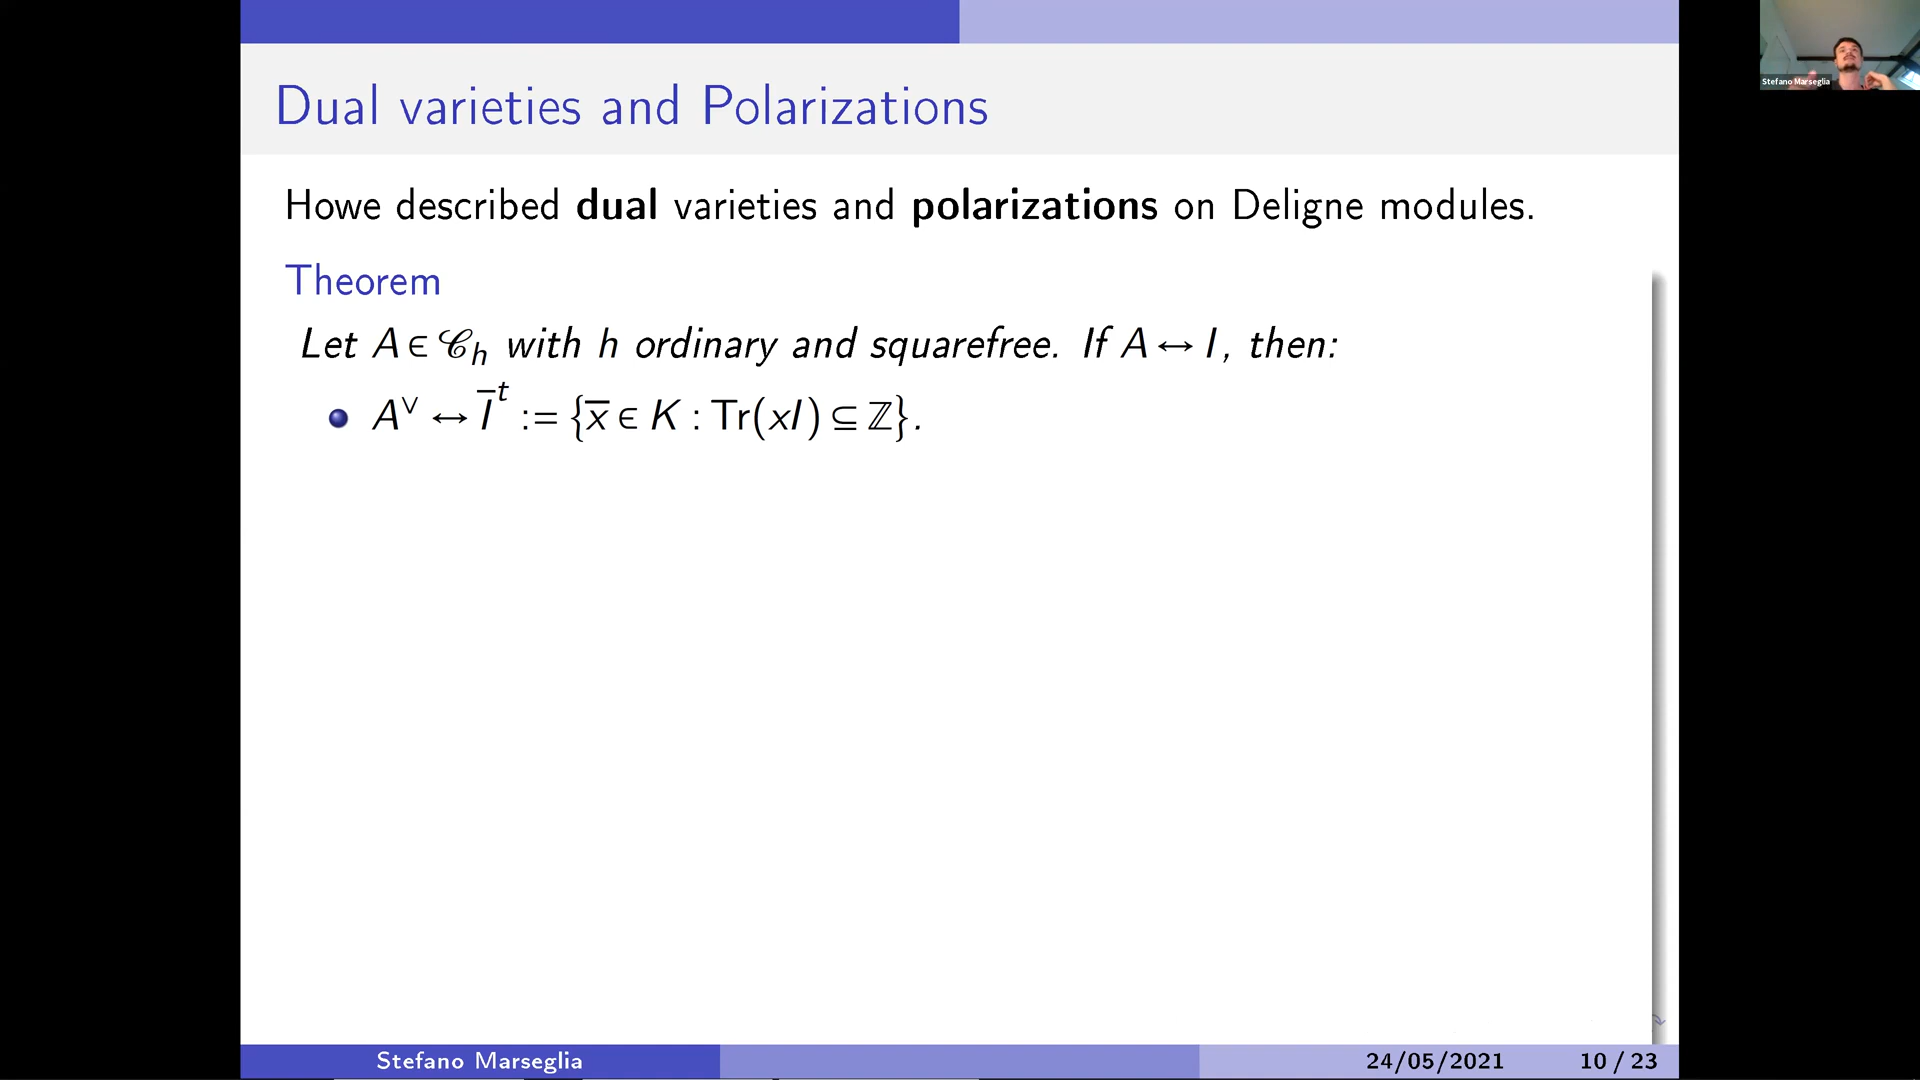 Dual varieties and Polarizations
Stefano Marseglia
Howe described dual varieties and polarizations on Deligne modules.
Theorem
Let A ∈ 𝒞_h with h ordinary and squarefree. If A ↔ I, then:
A^∨ ↔ I̅^t := {x̅ ∈ K : Tr(xI) ⊆ ℤ}.
Stefano Marseglia 24/05/2021 10 / 23